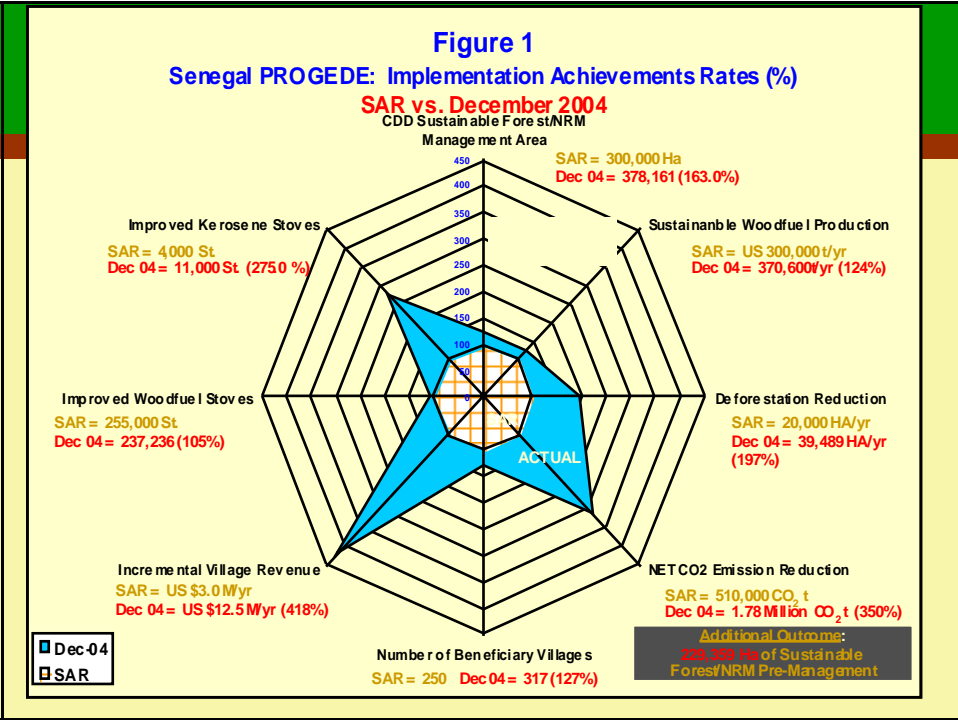 Figure 1
Senegal PROGEDE: Implementation Achievements Rates (%)
SAR vs. December 2004
CDD Sustainable Forest/NRM
Management Area
SAR = 300,000 Ha
Dec 04 = 378,161 (163.0%)
450
400
350
300
250
200
150
100
50
0
Improved Kerosene Stoves
SAR = 4,000 St.
Dec 04 = 11,000 St. (275.0 %)
Sustainanble Woodfuel Production
SAR = US 300,000 t/yr
Dec 04 = 370,600t/yr (124%)
Improved Woodfuel Stoves
SAR = 255,000 St.
Dec 04 = 237,236 (105%)
Deforestation Reduction
SAR = 20,000 HA/yr
Dec 04 = 39,489 HA/yr
(197%)
ACTUAL
Incremental Village Revenue
SAR = US $3.0 M/yr
Dec 04 = US $12.5 M/yr (418%)
NET CO2 Emission Reduction
SAR = 510,000 CO2 t
Dec 04 = 1.78 Million CO2 t (350%)
Number of Beneficiary Villages
SAR = 250 Dec 04 = 317 (127%)
Additional Outcome:
229,359 Ha of Sustainable
Forest/NRM Pre-Management
Dec-04
SAR